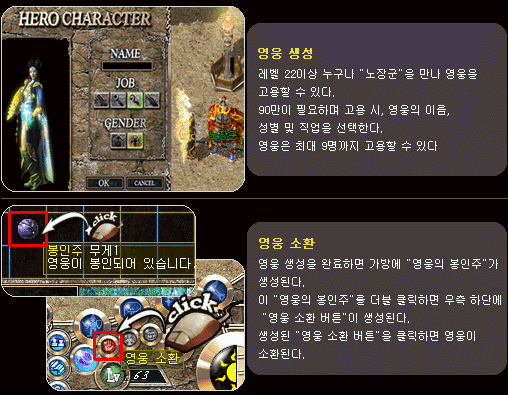 HERO CHARACTER
NAME
JOB
GENDER
OK
CANCEL
노장군
영웅 생성
레벨 22이상 누구나 "노장군"을 만나 영웅을
고용할 수 있다.
90만이 필요하며 고용 시, 영웅의 이름,
성별 및 직업을 선택한다.
영웅은 최대 9명까지 고용할 수 있다
click
봉인주 무게1
영웅이 봉인되어 있습니다.
click
영웅 소환
Lv 63
영웅 소환
영웅 생성을 완료하면 가방에 "영웅의 봉인주"가
생성된다.
이 "영웅의 봉인주"를 더블 클릭하면 우측 하단에
"영웅 소환 버튼"이 생성된다.
생성된 "영웅 소환 버튼"을 클릭하면 영웅이
소환된다.